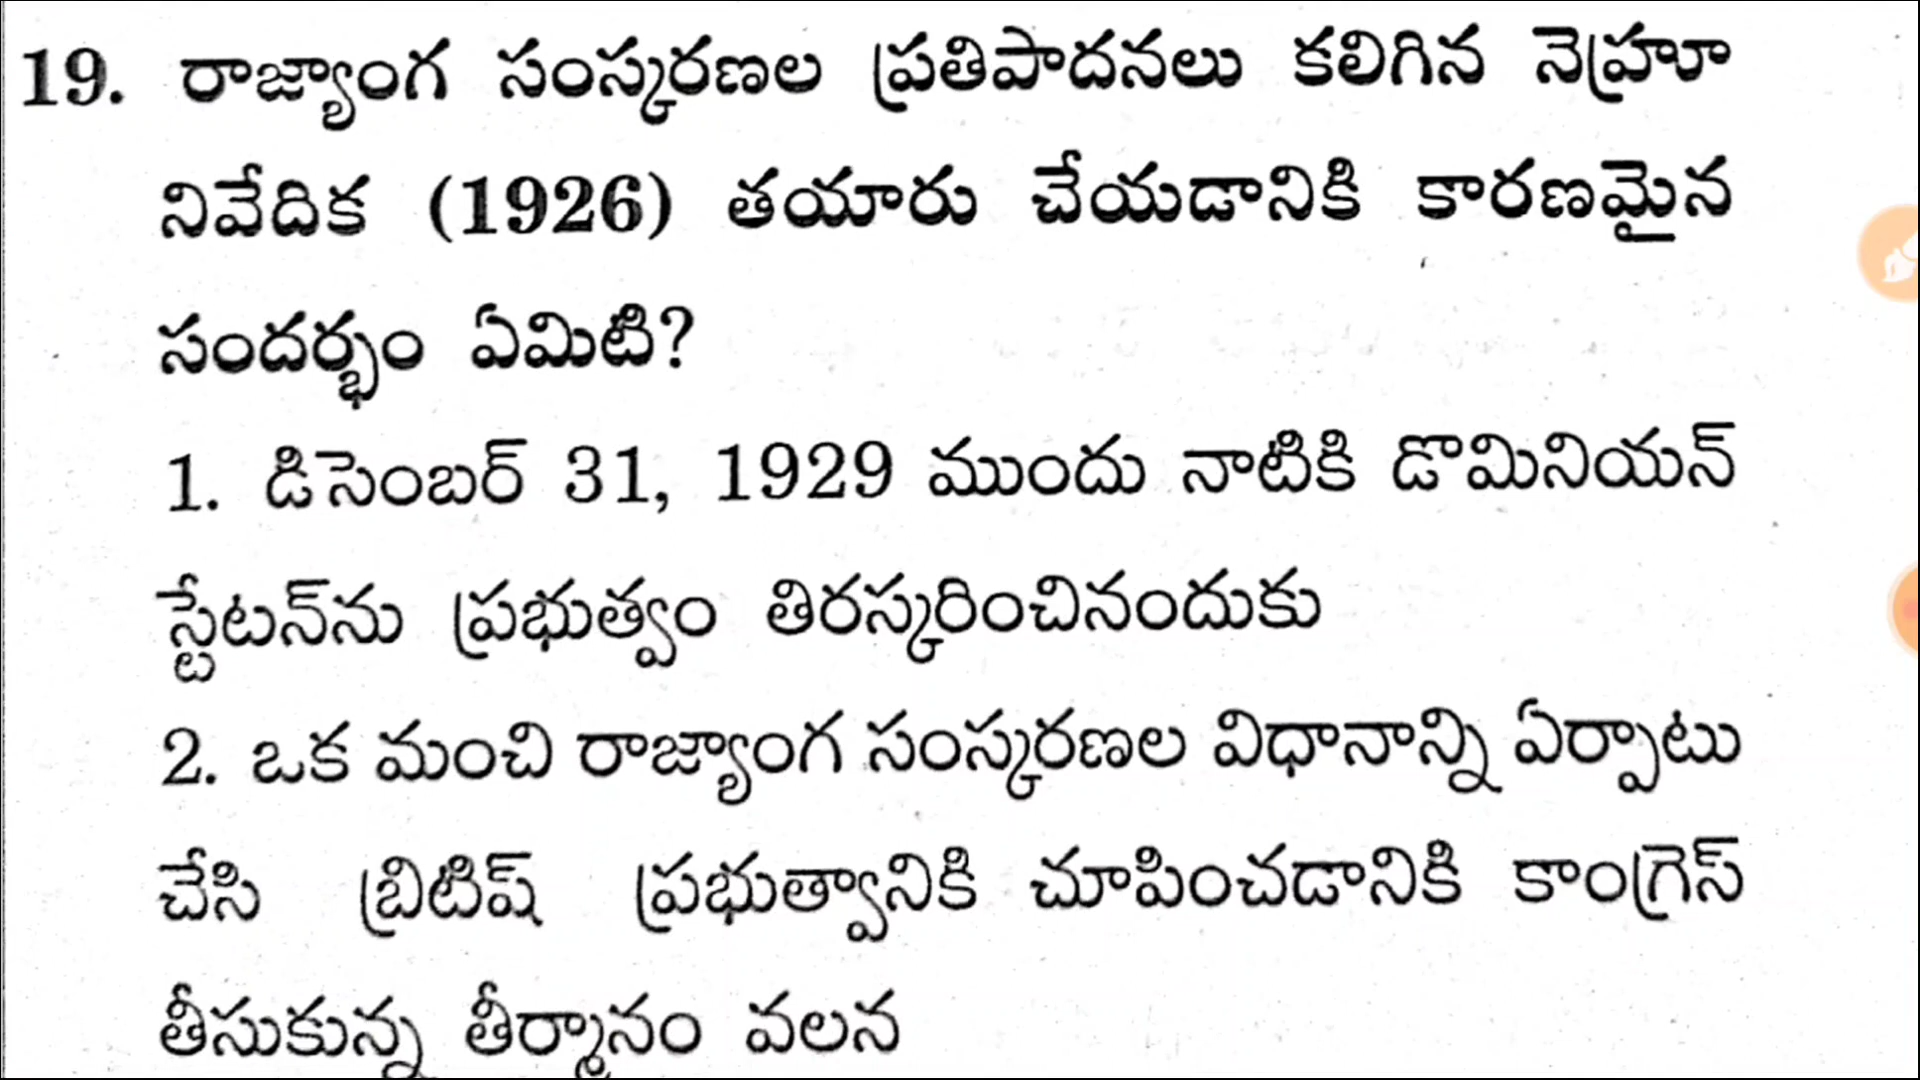 19. రాజ్యాంగ సంస్కరణల ప్రతిపాదనలు కలిగిన నెహ్రూ
నివేదిక (1926) తయారు చేయడానికి కారణమైన
సందర్భం ఏమిటి?
1. డిసెంబర్ 31, 1929 ముందు నాటికి డొమినియన్
స్టేటన్‌ను ప్రభుత్వం తిరస్కరించినందుకు
2. ఒక మంచి రాజ్యాంగ సంస్కరణల విధానాన్ని ఏర్పాటు
చేసి బ్రిటిష్ ప్రభుత్వానికి చూపించడానికి కాంగ్రెస్
తీసుకున్న తీర్మానం వలన